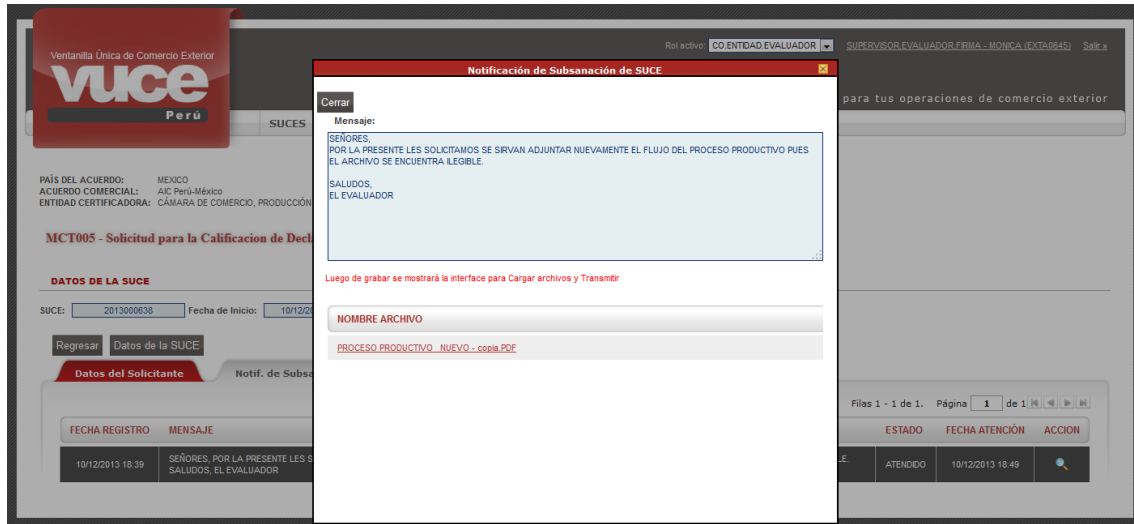 Ventanilla Única de Comercio Exterior
vuce
Perú
Rol activo: CO.ENTIDAD.EVALUADOR
SUPERVISOR.EVALUADOR.FIRMA - MONICA (EXTA0645)
Salir »
para tus operaciones de comercio exterior
SUCES
Notificación de Subsanación de SUCE
Cerrar
Mensaje:
SEÑORES,
POR LA PRESENTE LES SOLICITAMOS SE SIRVAN ADJUNTAR NUEVAMENTE EL FLUJO DEL PROCESO PRODUCTIVO PUES
EL ARCHIVO SE ENCUENTRA ILEGIBLE.
SALUDOS,
EL EVALUADOR
Luego de grabar se mostrará la interface para Cargar archivos y Transmitir
NOMBRE ARCHIVO
PROCESO PRODUCTIVO NUEVO - copia.PDF
PAÍS DEL ACUERDO: MEXICO
ACUERDO COMERCIAL: AIC Perú-México
ENTIDAD CERTIFICADORA: CÁMARA DE COMERCIO, PRODUCCIÓN
MCT005 - Solicitud para la Calificacion de Decl
DATOS DE LA SUCE
SUCE: 2013000638 Fecha de Inicio: 10/12/20
Regresar Datos de la SUCE
Datos del Solicitante Notif. de Subsa
Filas 1 - 1 de 1. Página 1 de 1
FECHA REGISTRO MENSAJE ESTADO FECHA ATENCIÓN ACCION
10/12/2013 18:39 SEÑORES, POR LA PRESENTE LES S
SALUDOS, EL EVALUADOR
LE. ATENDIDO 10/12/2013 18:49